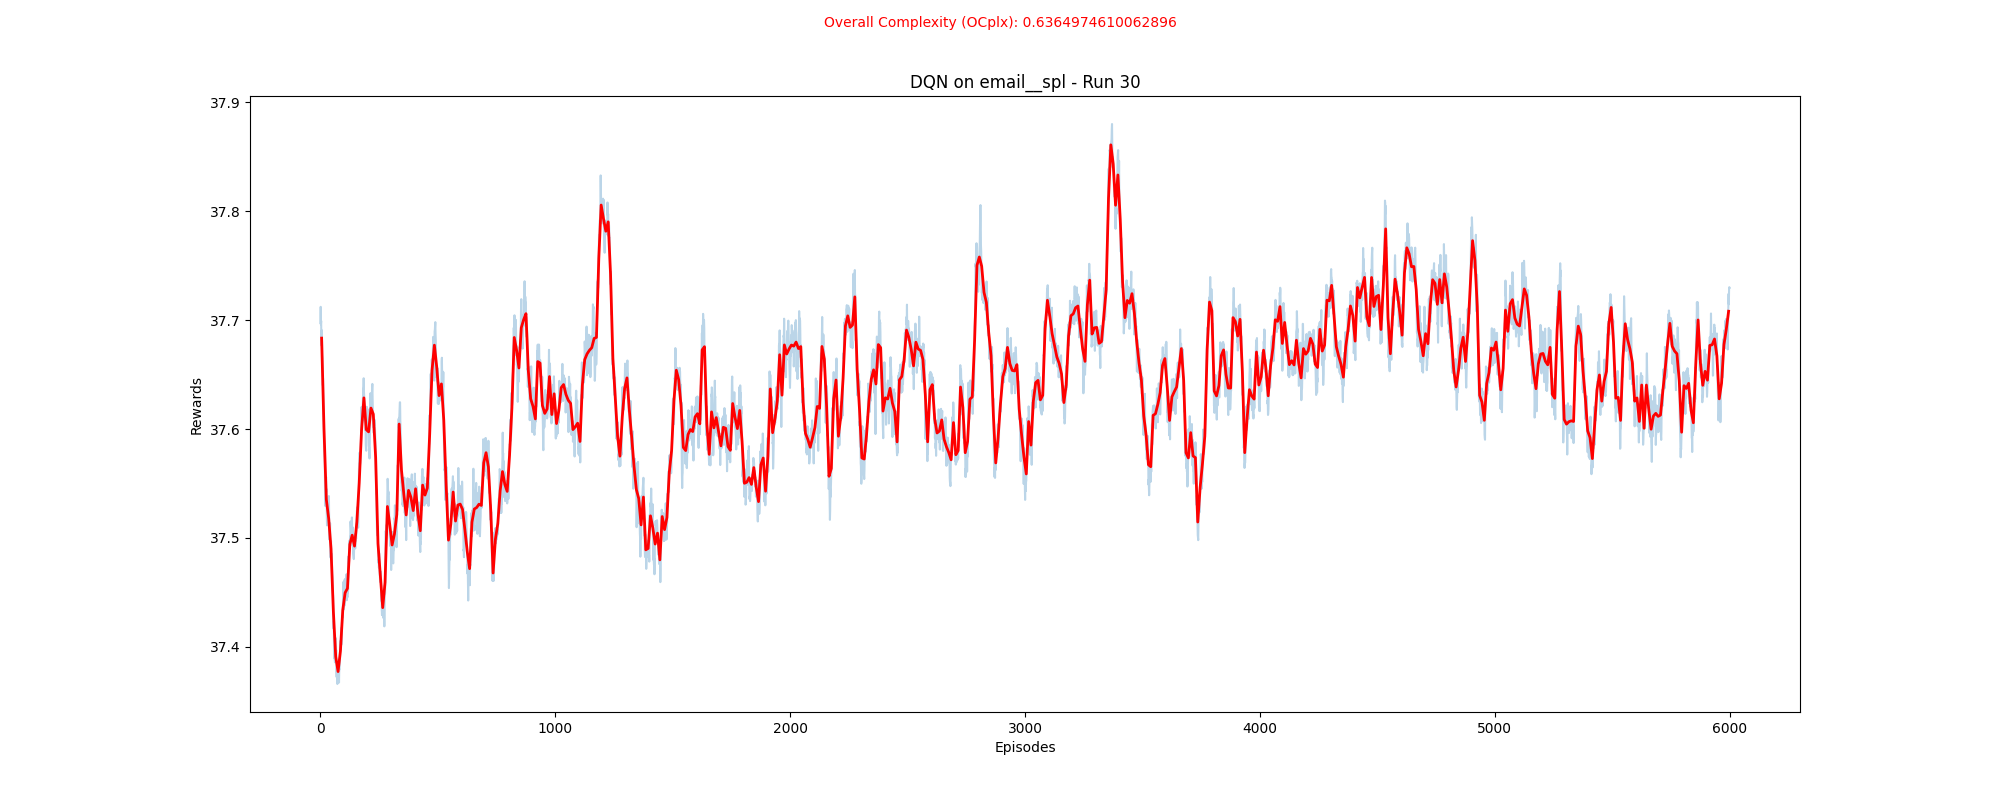 Overall Complexity (OCplx): 0.6364974610062896
DQN on email__spl - Run 30
37.9
37.8
37.7
37.6
37.5
37.4
Rewards
0 1000 2000 3000 4000 5000 6000
Episodes